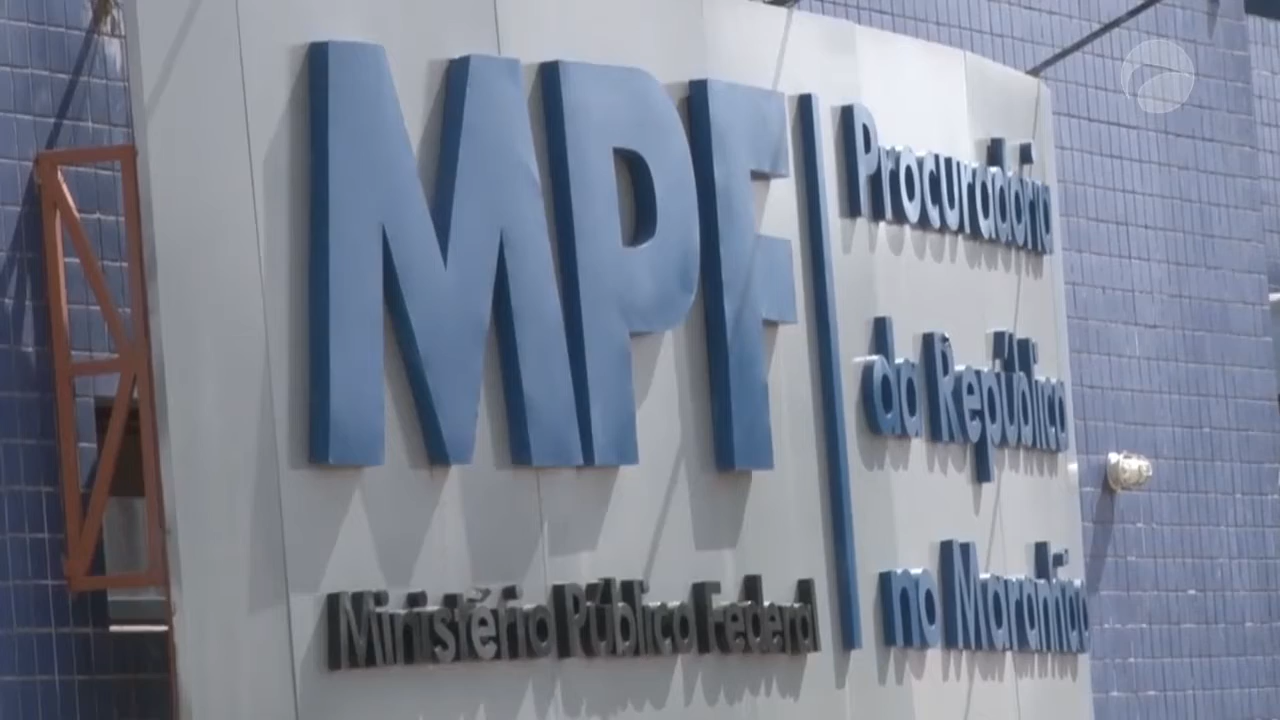 MPF
Ministério Público Federal
Procuradoria
da República
no Maranhão